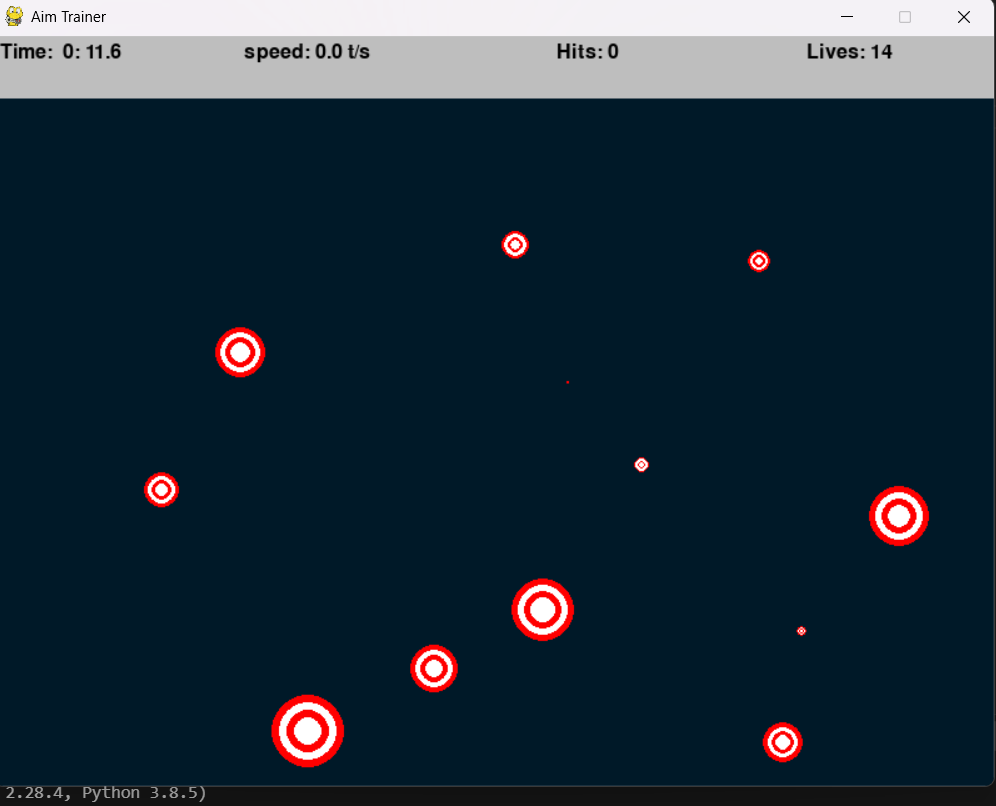 Aim Trainer
Time: 0: 11.6 speed: 0.0 t/s Hits: 0 Lives: 14
2.28.4, Python 3.8.5)